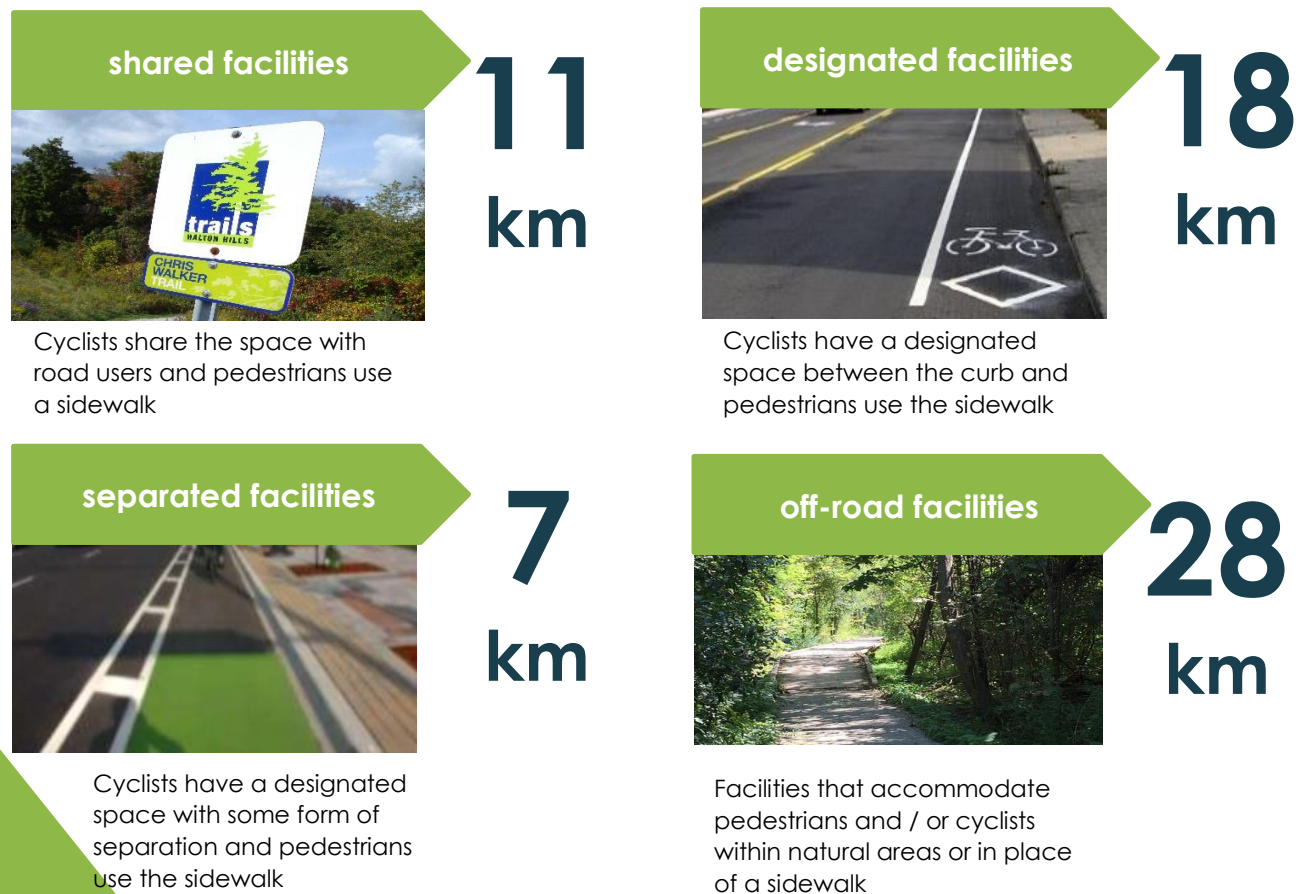 shared facilities
11
km
trails
HALTON HILLS
CHRIS
WALKER
TRAIL
Cyclists share the space with
road users and pedestrians use
a sidewalk
designated facilities
18
km
Cyclists have a designated
space between the curb and
pedestrians use the sidewalk
separated facilities
7
km
Cyclists have a designated
space with some form of
separation and pedestrians
use the sidewalk
off-road facilities
28
km
Facilities that accommodate
pedestrians and / or cyclists
within natural areas or in place
of a sidewalk